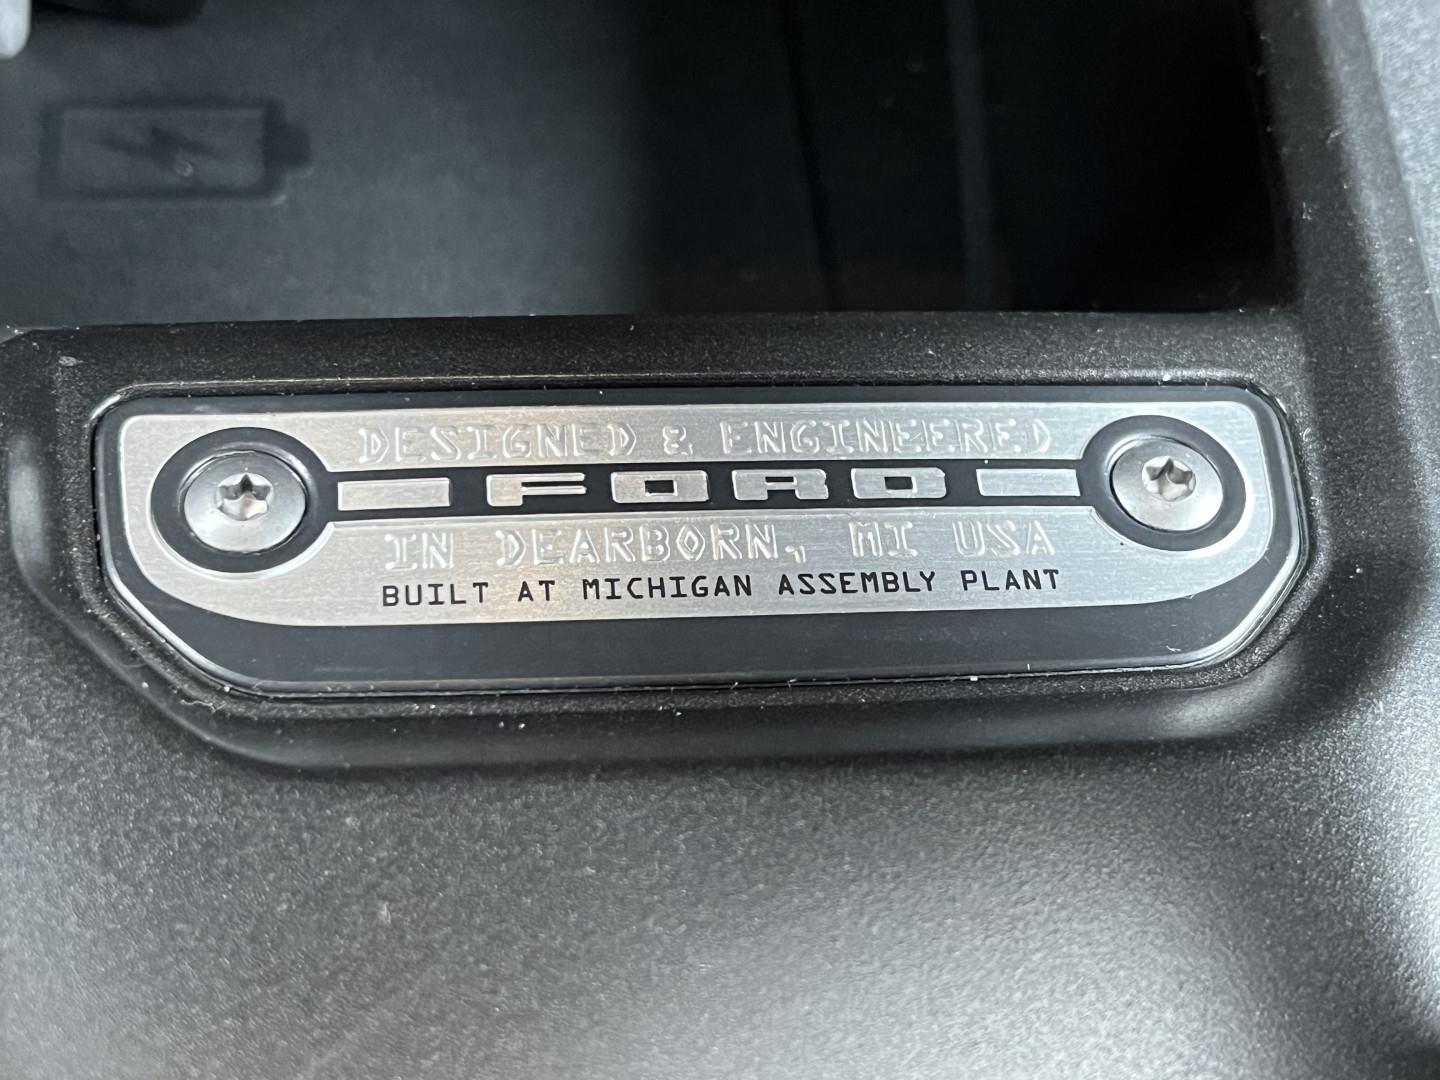 DESIGNED & ENGINEERED
FORD
IN DEARBORN, MI USA
BUILT AT MICHIGAN ASSEMBLY PLANT